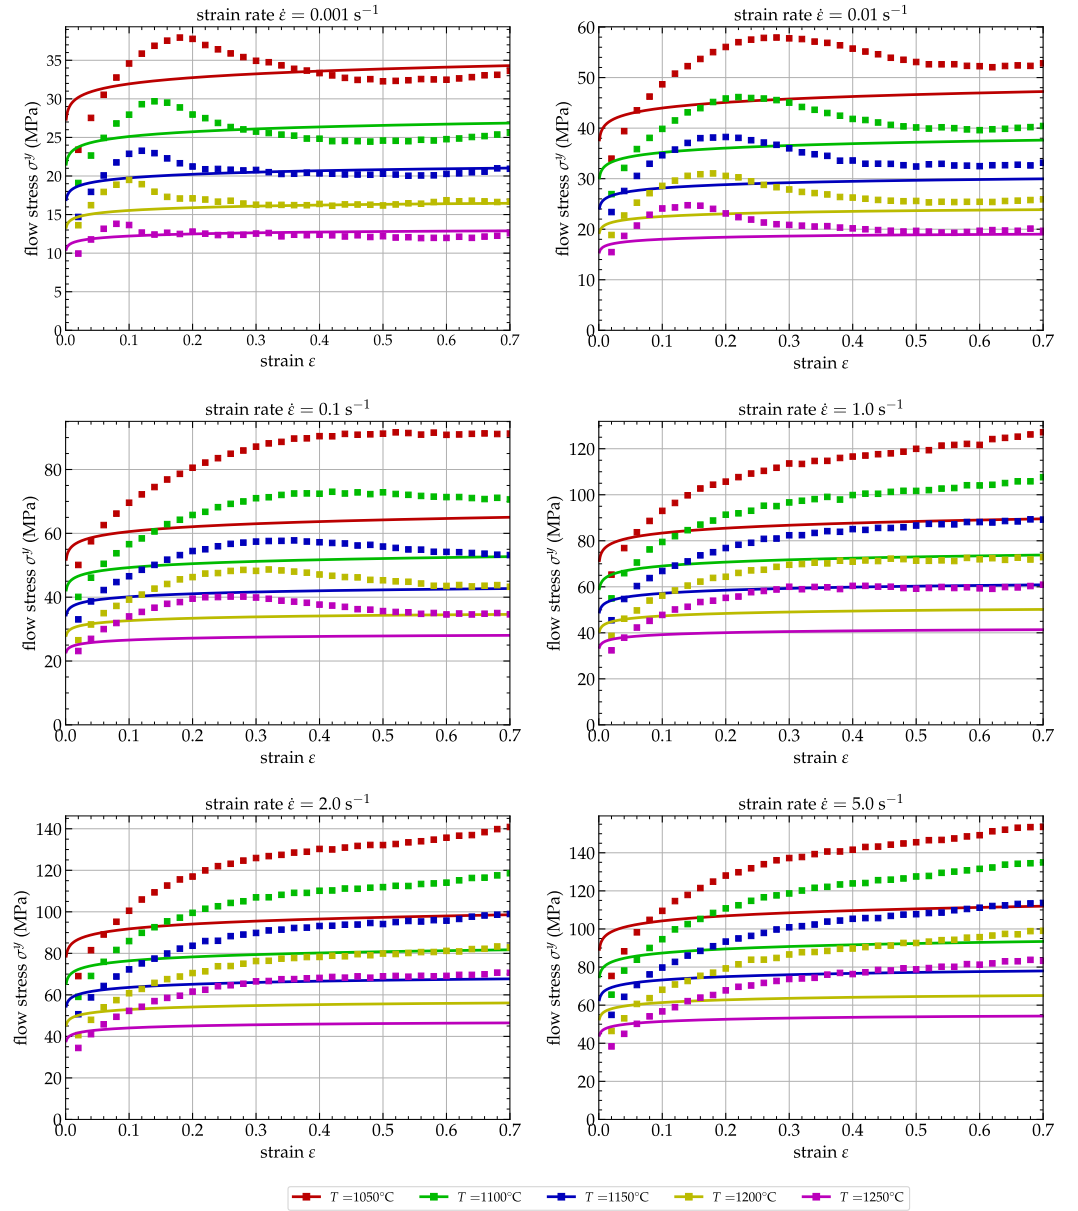 strain rate ε̇ = 0.001 s⁻¹
flow stress σʸ (MPa)
35
30
25
20
15
10
5
0
0.0 0.1 0.2 0.3 0.4 0.5 0.6 0.7
strain ε
strain rate ε̇ = 0.01 s⁻¹
flow stress σʸ (MPa)
60
50
40
30
20
10
0
0.0 0.1 0.2 0.3 0.4 0.5 0.6 0.7
strain ε
strain rate ε̇ = 0.1 s⁻¹
flow stress σʸ (MPa)
80
60
40
20
0
0.0 0.1 0.2 0.3 0.4 0.5 0.6 0.7
strain ε
strain rate ε̇ = 1.0 s⁻¹
flow stress σʸ (MPa)
120
100
80
60
40
20
0
0.0 0.1 0.2 0.3 0.4 0.5 0.6 0.7
strain ε
strain rate ε̇ = 2.0 s⁻¹
flow stress σʸ (MPa)
140
120
100
80
60
40
20
0
0.0 0.1 0.2 0.3 0.4 0.5 0.6 0.7
strain ε
strain rate ε̇ = 5.0 s⁻¹
flow stress σʸ (MPa)
140
120
100
80
60
40
20
0
0.0 0.1 0.2 0.3 0.4 0.5 0.6 0.7
strain ε
T =1050°C T =1100°C T =1150°C T =1200°C T =1250°C